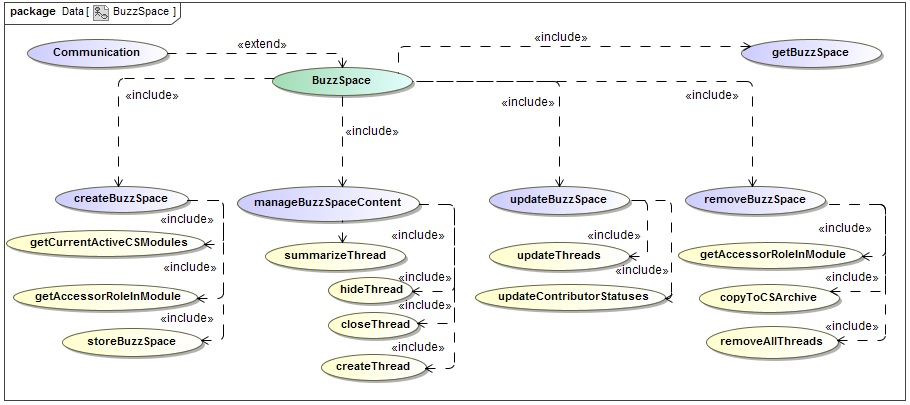 package Data [ BuzzSpace ]
Communication
«extend»
«include»
getBuzzSpace
BuzzSpace
«include»
«include»
«include»
«include»
createBuzzSpace
manageBuzzSpaceContent
updateBuzzSpace
removeBuzzSpace
«include»
getCurrentActiveCSModules
«include»
getAccessorRoleInModule
«include»
storeBuzzSpace
«include»
summarizeThread
«include»
hideThread
«include»
closeThread
«include»
createThread
«include»
updateThreads
«include»
updateContributorStatuses
«include»
getAccessorRoleInModule
«include»
copyToCSArchive
«include»
removeAllThreads